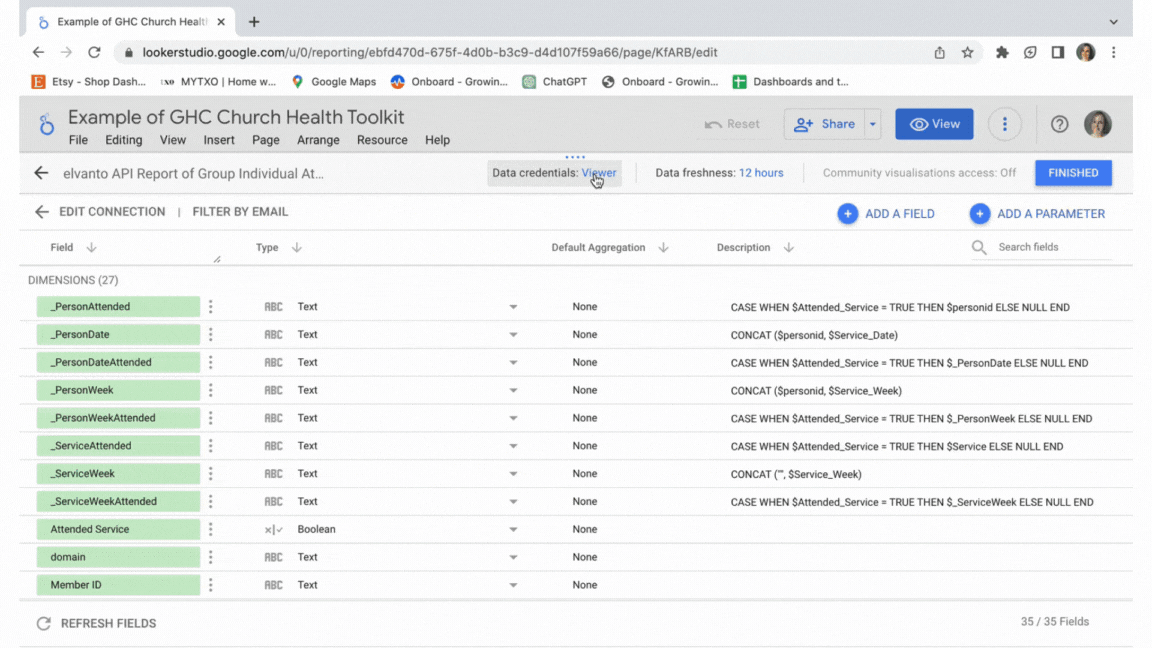 Example of GHC Church Healt
lookerstudio.google.com/u/0/reporting/ebfd470d-675f-4d0b-b3c9-d4d107f59a66/page/KfARB/edit
Etsy - Shop Dash... MYTXO | Home w... Google Maps Onboard - Growin... ChatGPT Onboard - Growin... Dashboards and t...
Example of GHC Church Health Toolkit
Reset Share View
File Editing View Insert Page Arrange Resource Help
elvanto API Report of Group Individual At... Data credentials: Viewer Data freshness: 12 hours Community visualisations access: Off FINISHED
EDIT CONNECTION | FILTER BY EMAIL ADD A FIELD ADD A PARAMETER
Field Type Default Aggregation Description Search fields
DIMENSIONS (27)
_PersonAttended ABC Text None CASE WHEN $Attended_Service = TRUE THEN $personid ELSE NULL END
_PersonDate ABC Text None CONCAT ($personid, $Service_Date)
_PersonDateAttended ABC Text None CASE WHEN $Attended_Service = TRUE THEN $_PersonDate ELSE NULL END
_PersonWeek ABC Text None CONCAT ($personid, $Service_Week)
_PersonWeekAttended ABC Text None CASE WHEN $Attended_Service = TRUE THEN $_PersonWeek ELSE NULL END
_ServiceAttended ABC Text None CASE WHEN $Attended_Service = TRUE THEN $Service ELSE NULL END
_ServiceWeek ABC Text None CONCAT ("", $Service_Week)
_ServiceWeekAttended ABC Text None CASE WHEN $Attended_Service = TRUE THEN $_ServiceWeek ELSE NULL END
Attended Service Boolean None
domain ABC Text None
Member ID ABC Text None
REFRESH FIELDS 35 / 35 Fields